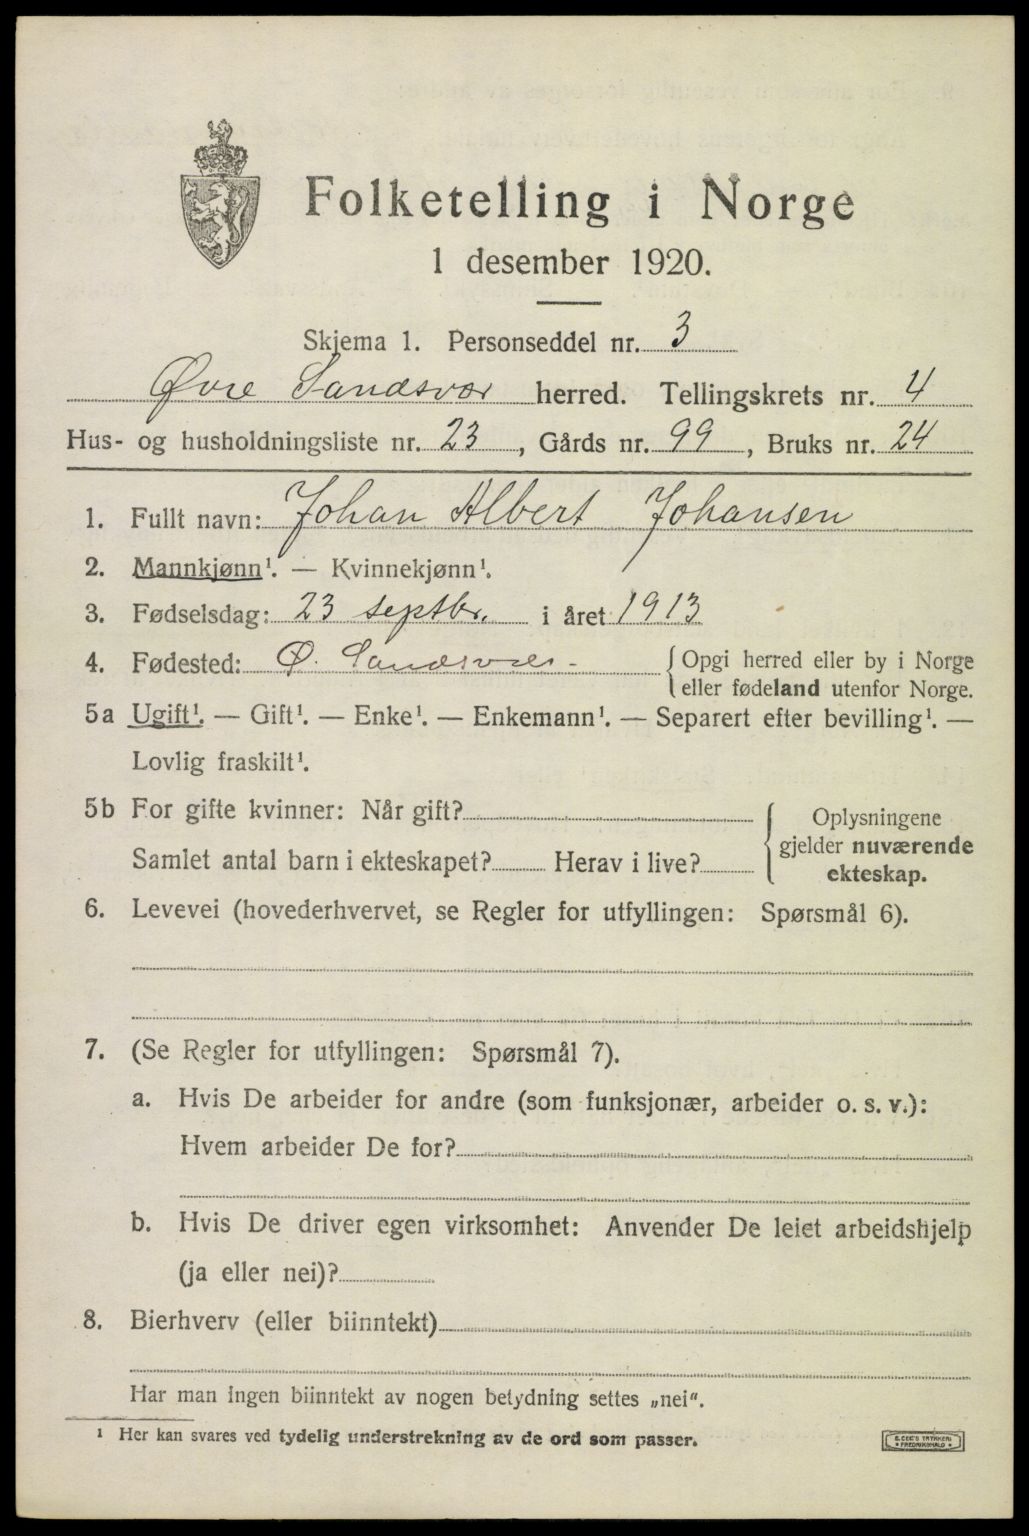 Folketelling i Norge
1 desember 1920.
Skjema 1. Personseddel nr. 3
Øvre Sandsvær herred. Tellingskrets nr. 4
Hus- og husholdningsliste nr. 23, Gårds nr. 99, Bruks nr. 24
1. Fullt navn: Johan Albert Johansen
2. Mannkjønn¹. — Kvinnekjønn¹.
3. Fødselsdag: 23 septbr. i året 1913
4. Fødested: Ø. Sandsvær - { Opgi herred eller by i Norge
eller fødeland utenfor Norge.
5a Ugift¹. — Gift¹. — Enke¹. — Enkemann¹. — Separert efter bevilling¹. —
Lovlig fraskilt¹.
5b For gifte kvinner: Når gift?
Samlet antal barn i ekteskapet? Herav i live?
Oplysningene
gjelder nuværende
ekteskap.
6. Levevei (hovederhvervet, se Regler for utfyllingen: Spørsmål 6).
7. (Se Regler for utfyllingen: Spørsmål 7).
a. Hvis De arbeider for andre (som funksjonær, arbeider o. s. v.):
Hvem arbeider De for?
b. Hvis De driver egen virksomhet: Anvender De leiet arbeidshjelp
(ja eller nei)?
8. Bierhverv (eller biinntekt)
Har man ingen biinntekt av nogen betydning settes „nei“.
¹ Her kan svares ved tydelig understrekning av de ord som passer.